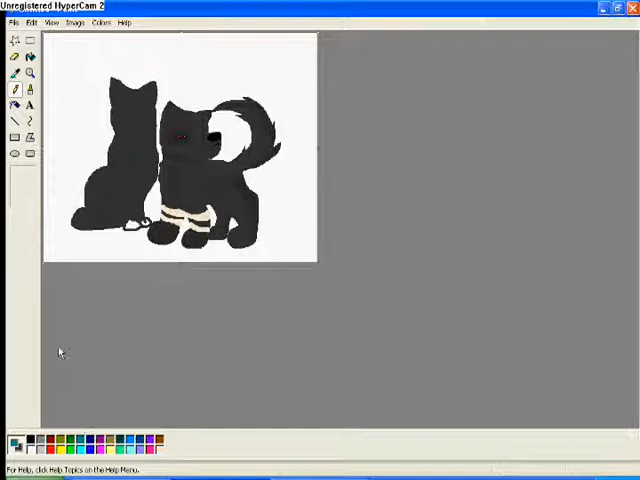 Unregistered HyperCam 2
File Edit View Image Colors Help
A
For Help, click Help Topics on the Help Menu.